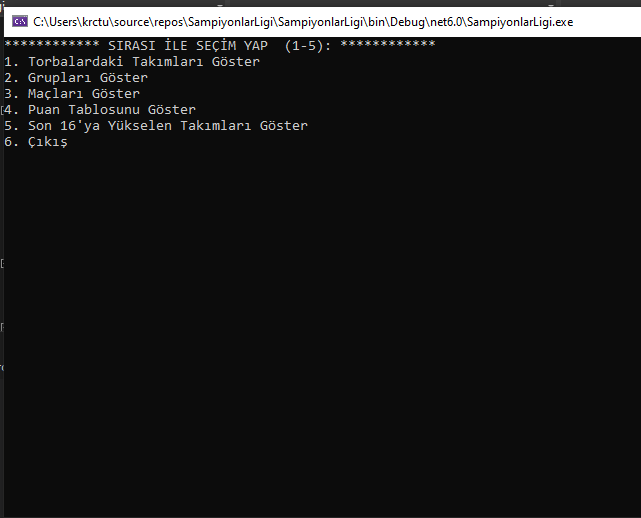 C:\Users\krctu\source\repos\SampiyonlarLigi\SampiyonlarLigi\bin\Debug\net6.0\SampiyonlarLigi.exe
************ SIRASI İLE SEÇİM YAP  (1-5): ************
1. Torbalardaki Takımları Göster
2. Grupları Göster
3. Maçları Göster
4. Puan Tablosunu Göster
5. Son 16'ya Yükselen Takımları Göster
6. Çıkış